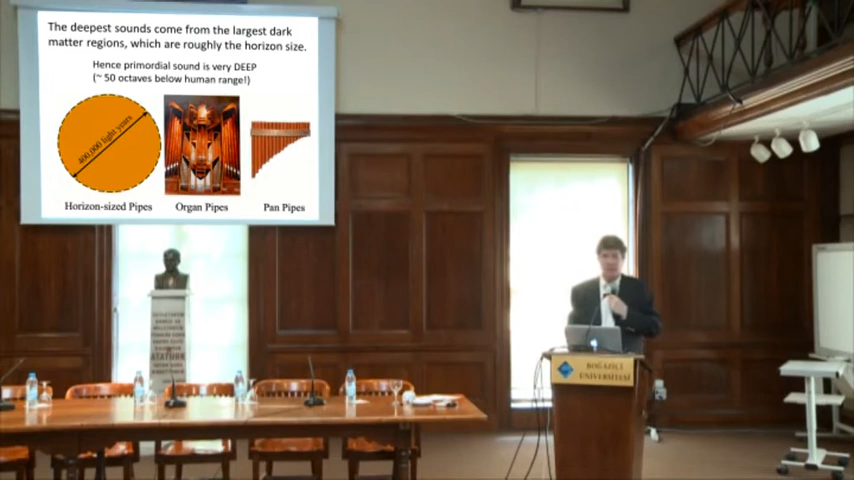 The deepest sounds come from the largest dark
matter regions, which are roughly the horizon size.
Hence primordial sound is very DEEP
(~ 50 octaves below human range!)
400,000 light years
Horizon-sized Pipes
Organ Pipes
Pan Pipes
ATATÜRK
BOĞAZİÇİ
ÜNİVERSİTESİ